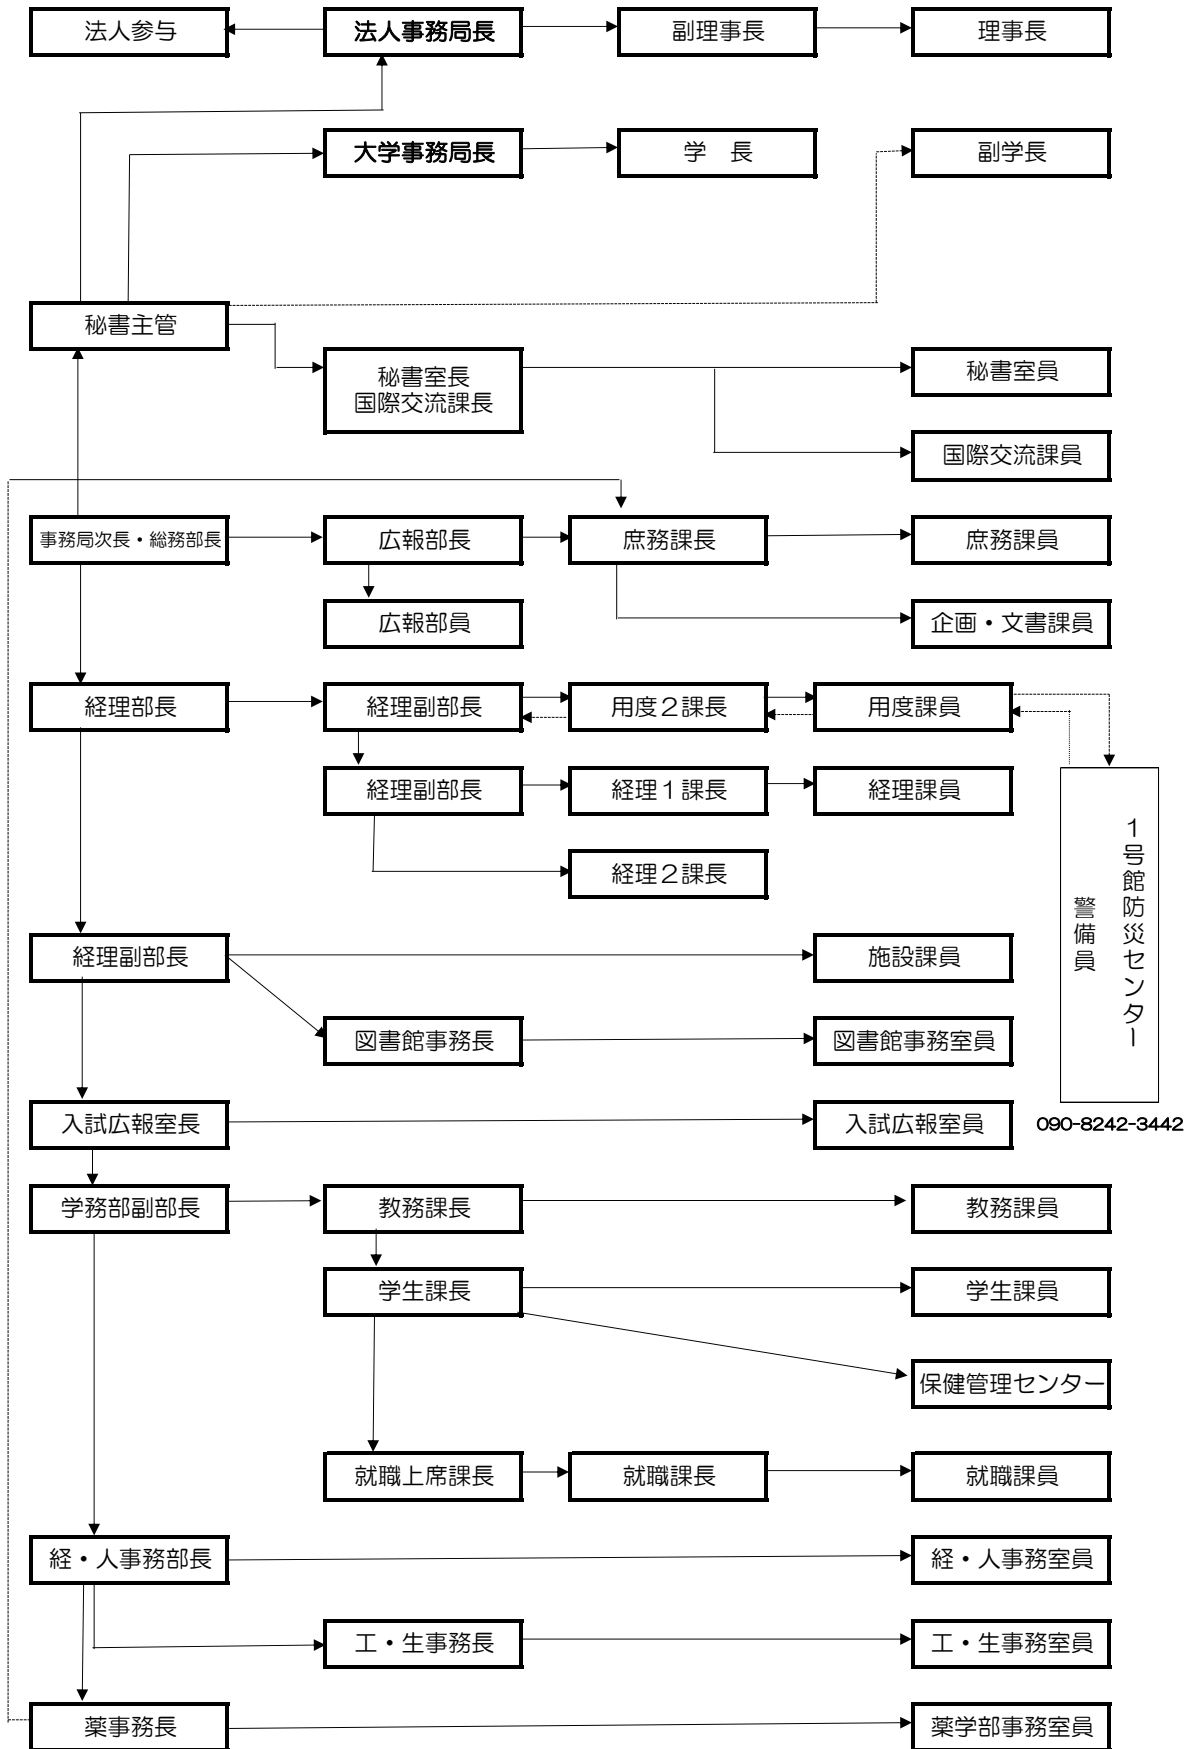 法人参与
法人事務局長
副理事長
理事長
大学事務局長
学　長
副学長
秘書主管
秘書室長
国際交流課長
秘書室員
国際交流課員
事務局次長・総務部長
広報部長
庶務課長
庶務課員
広報部員
企画・文書課員
経理部長
経理副部長
用度２課長
用度課員
経理副部長
経理１課長
経理課員
経理２課長
１号館防災センター
警備員
経理副部長
施設課員
図書館事務長
図書館事務室員
入試広報室長
入試広報室員
090-8242-3442
学務部副部長
教務課長
教務課員
学生課長
学生課員
保健管理センター
就職上席課長
就職課長
就職課員
経・人事務部長
経・人事務室員
工・生事務長
工・生事務室員
薬事務長
薬学部事務室員